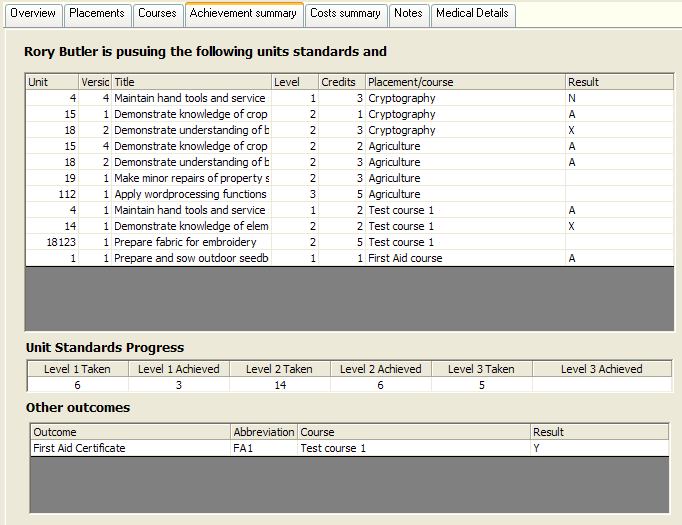 Overview Placements Courses Achievement summary Costs summary Notes Medical Details
Rory Butler is pusuing the following units standards and
Unit Versic Title Level Credits Placement/course Result
4 4 Maintain hand tools and service 1 3 Cryptography N
15 1 Demonstrate knowledge of crop 2 1 Cryptography A
18 2 Demonstrate understanding of b 2 3 Cryptography X
15 4 Demonstrate knowledge of crop 2 2 Agriculture A
18 2 Demonstrate understanding of b 2 3 Agriculture A
19 1 Make minor repairs of property s 2 3 Agriculture
112 1 Apply wordprocessing functions 3 5 Agriculture
4 1 Maintain hand tools and service 1 2 Test course 1 A
14 1 Demonstrate knowledge of elem 2 2 Test course 1 X
18123 1 Prepare fabric for embroidery 2 5 Test course 1
1 1 Prepare and sow outdoor seedb 1 1 First Aid course A
Unit Standards Progress
Level 1 Taken Level 1 Achieved Level 2 Taken Level 2 Achieved Level 3 Taken Level 3 Achieved
6 3 14 6 5
Other outcomes
Outcome Abbreviation Course Result
First Aid Certificate FA1 Test course 1 Y